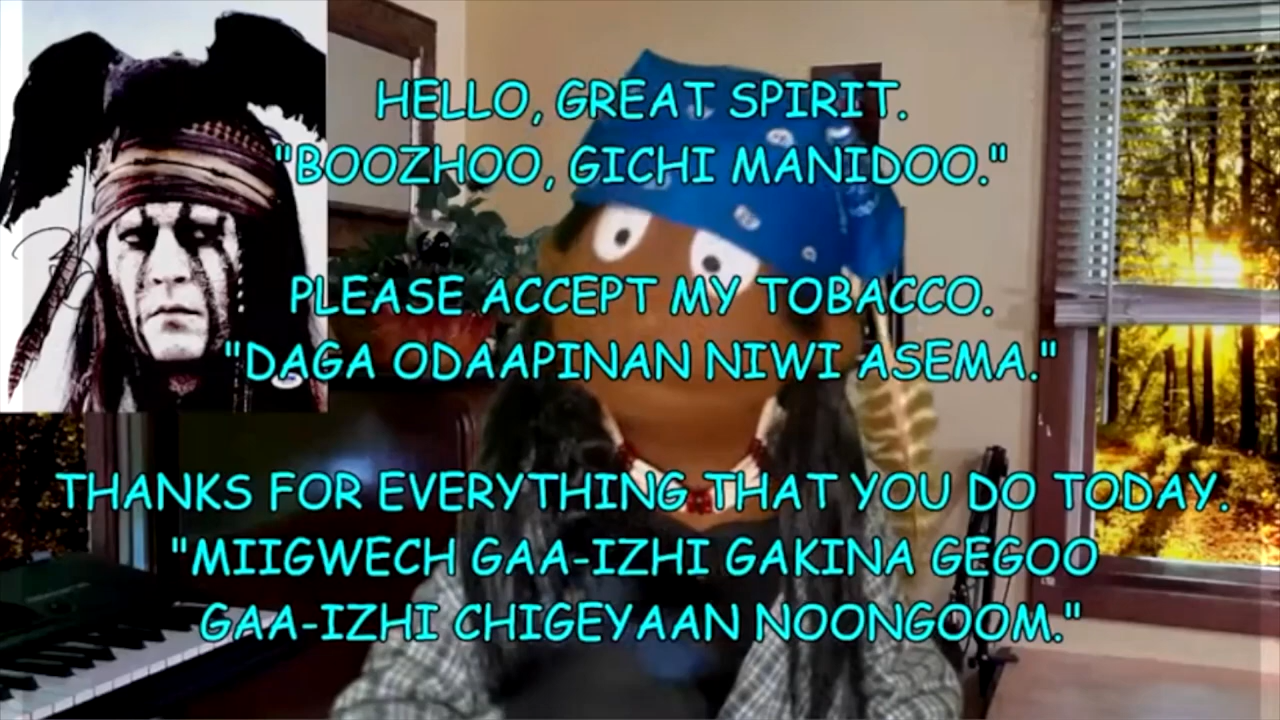 HELLO, GREAT SPIRIT.
"BOOZHOO, GICHI MANIDOO."
PLEASE ACCEPT MY TOBACCO.
"DAGA ODAAPINAN NIWI ASEMA."
THANKS FOR EVERYTHING THAT YOU DO TODAY.
"MIIGWECH GAA-IZHI GAKINA GEGOO
GAA-IZHI CHIGEYAAN NOONGOOM."